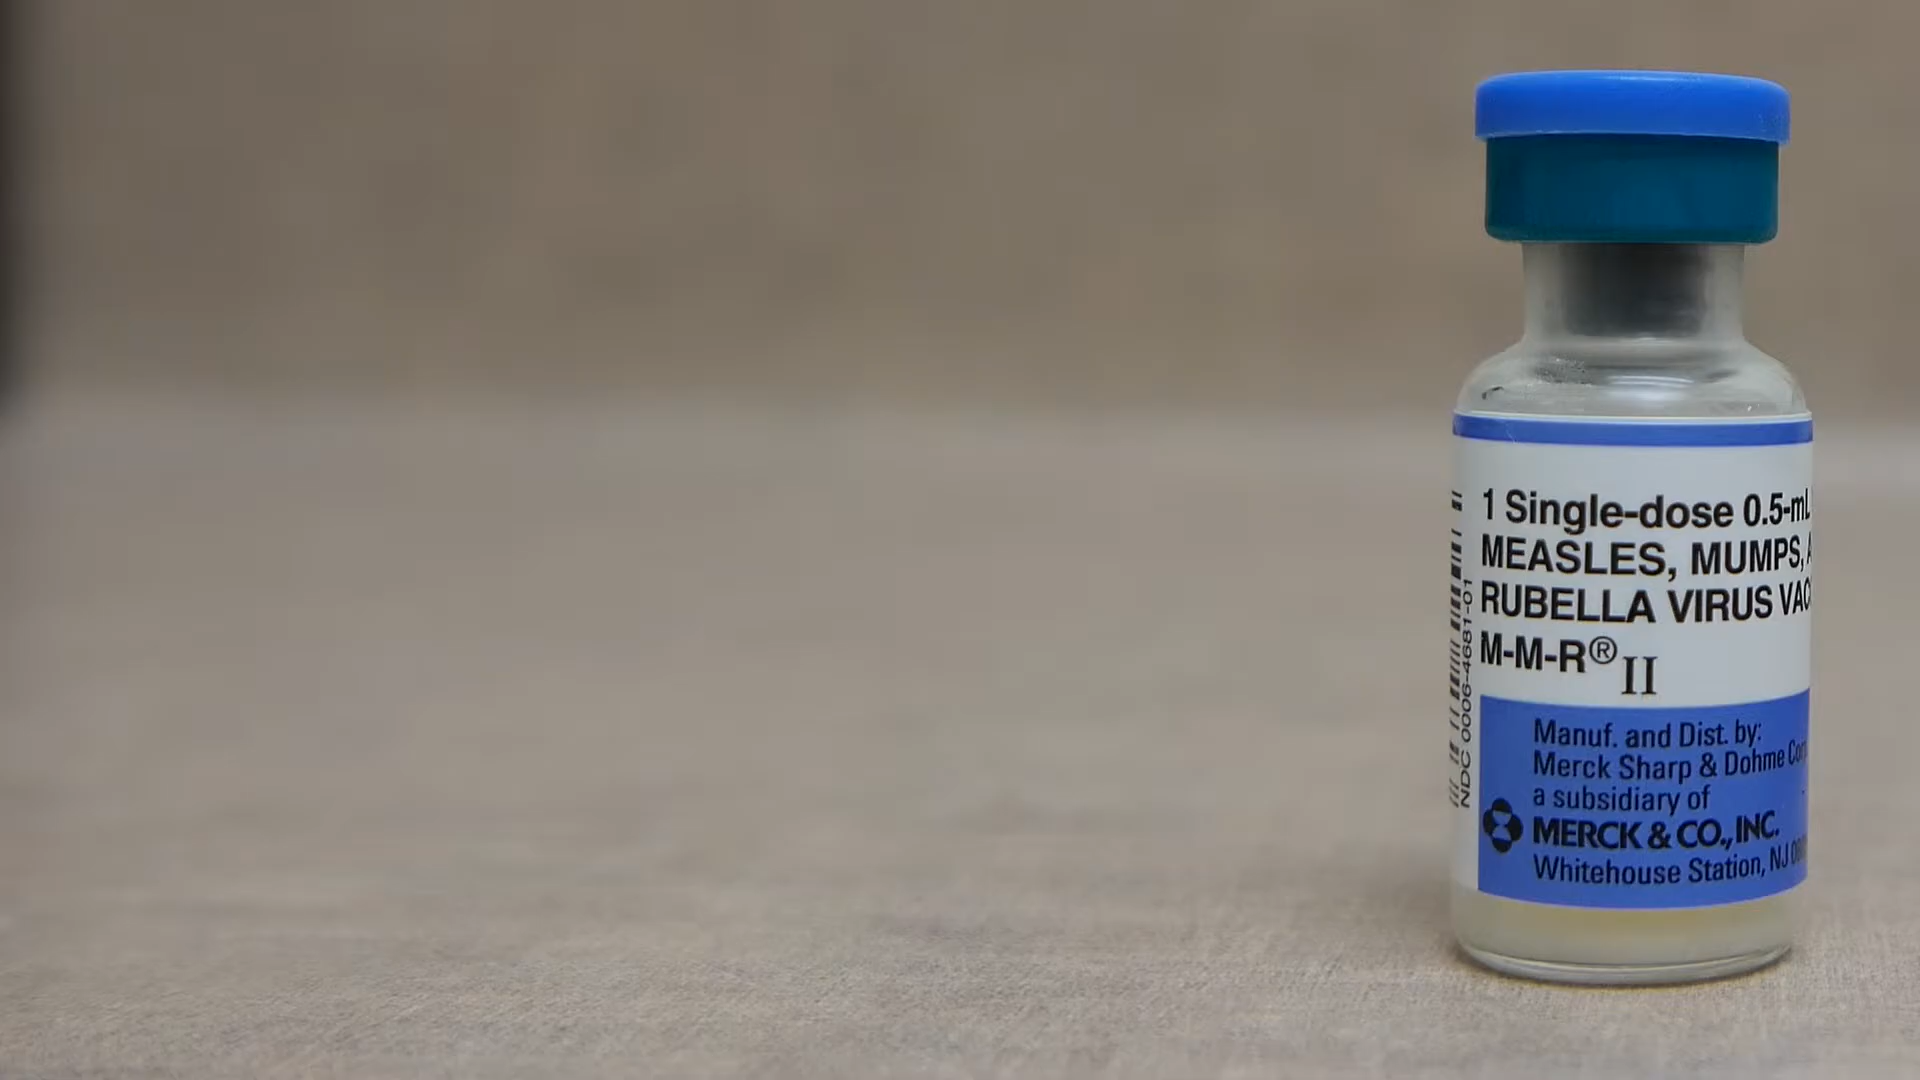 1 Single-dose 0.5-mL
MEASLES, MUMPS,
RUBELLA VIRUS
M-M-R® II
Manuf. and Dist. by:
Merck Sharp & Dohme
a subsidiary of
MERCK & CO., INC.
Whitehouse Station, NJ
NDC 0006-4681-01